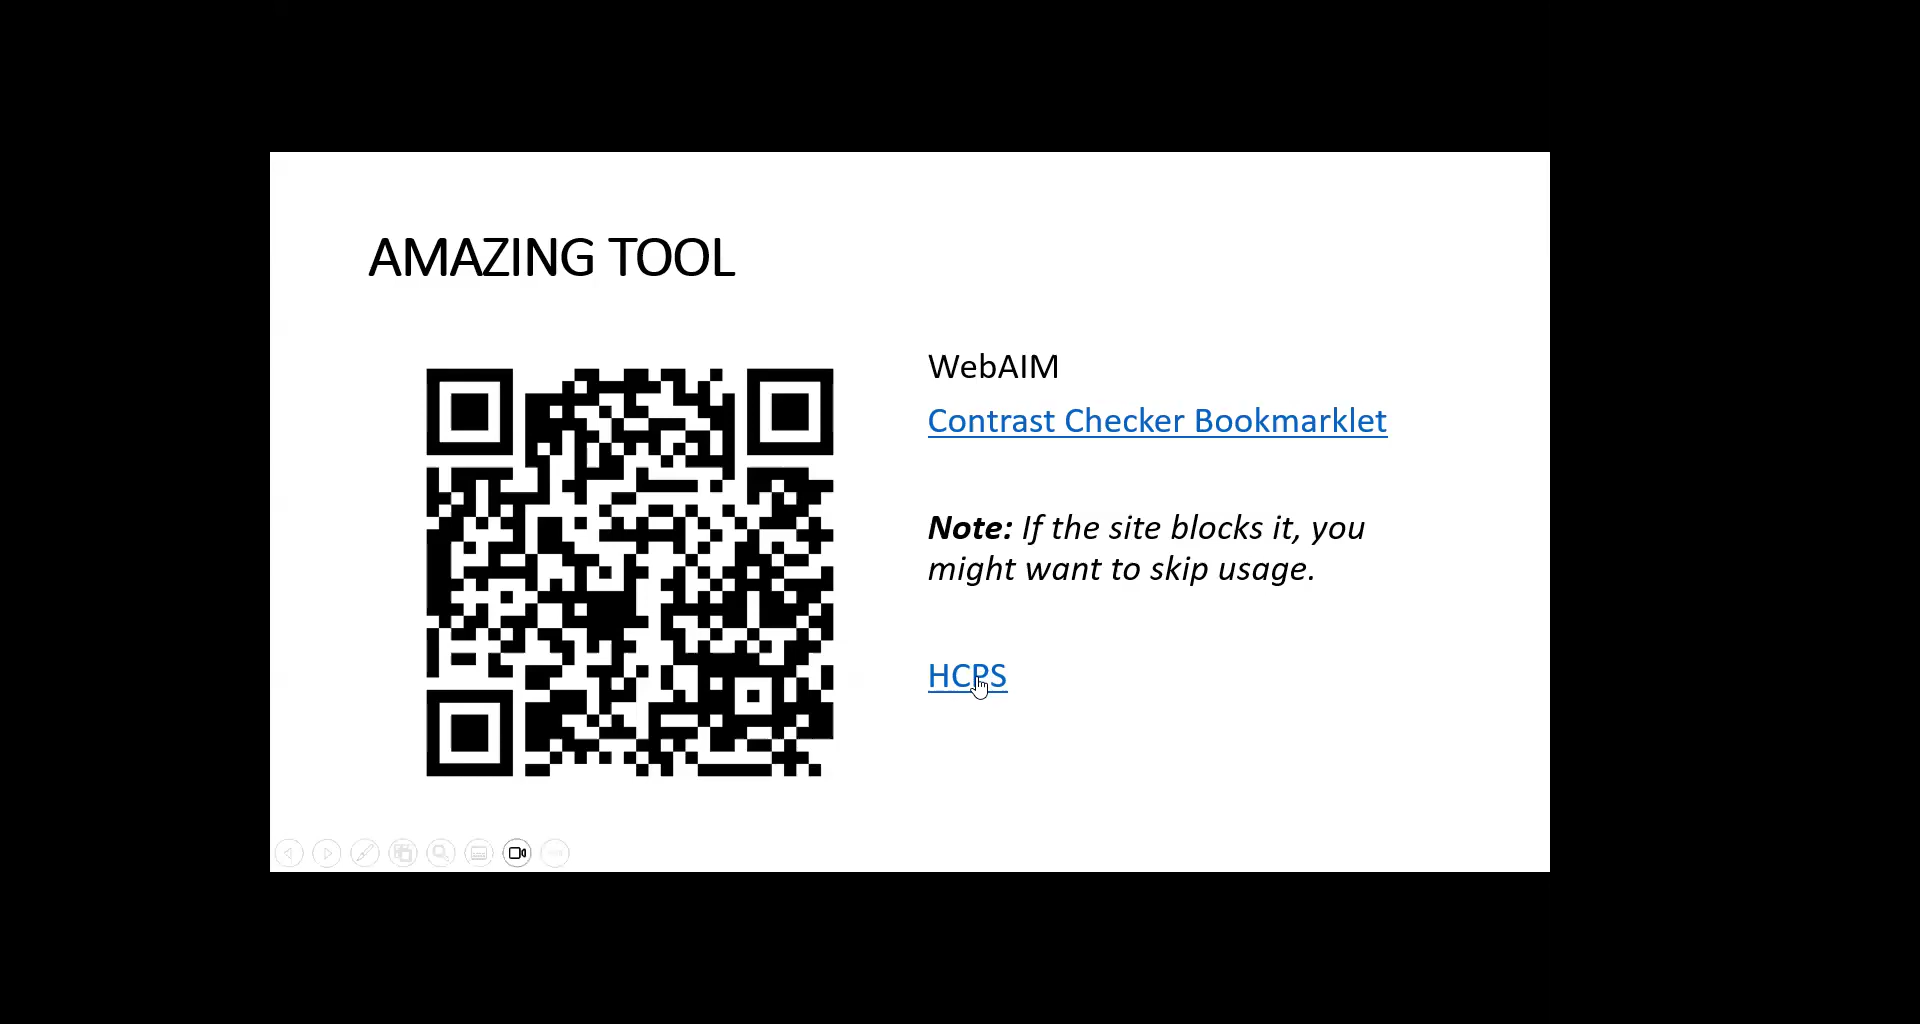 AMAZING TOOL
WebAIM
Contrast Checker Bookmarklet
Note: If the site blocks it, you
might want to skip usage.
HCPS